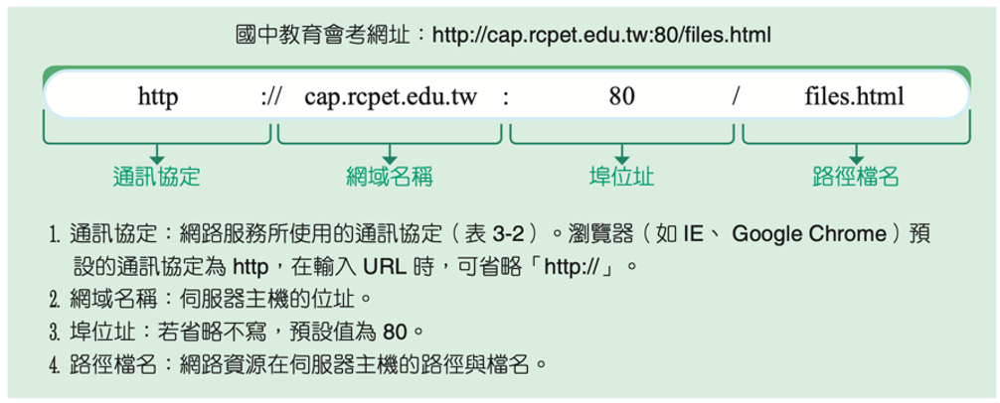 國中教育會考網址：http://cap.rcpet.edu.tw:80/files.html
http :// cap.rcpet.edu.tw : 80 / files.html
通訊協定 網域名稱 埠位址 路徑檔名
1. 通訊協定：網路服務所使用的通訊協定（表 3-2）。瀏覽器（如 IE、 Google Chrome）預
設的通訊協定為 http，在輸入 URL 時，可省略「http://」。
2. 網域名稱：伺服器主機的位址。
3. 埠位址：若省略不寫，預設值為 80。
4. 路徑檔名：網路資源在伺服器主機的路徑與檔名。